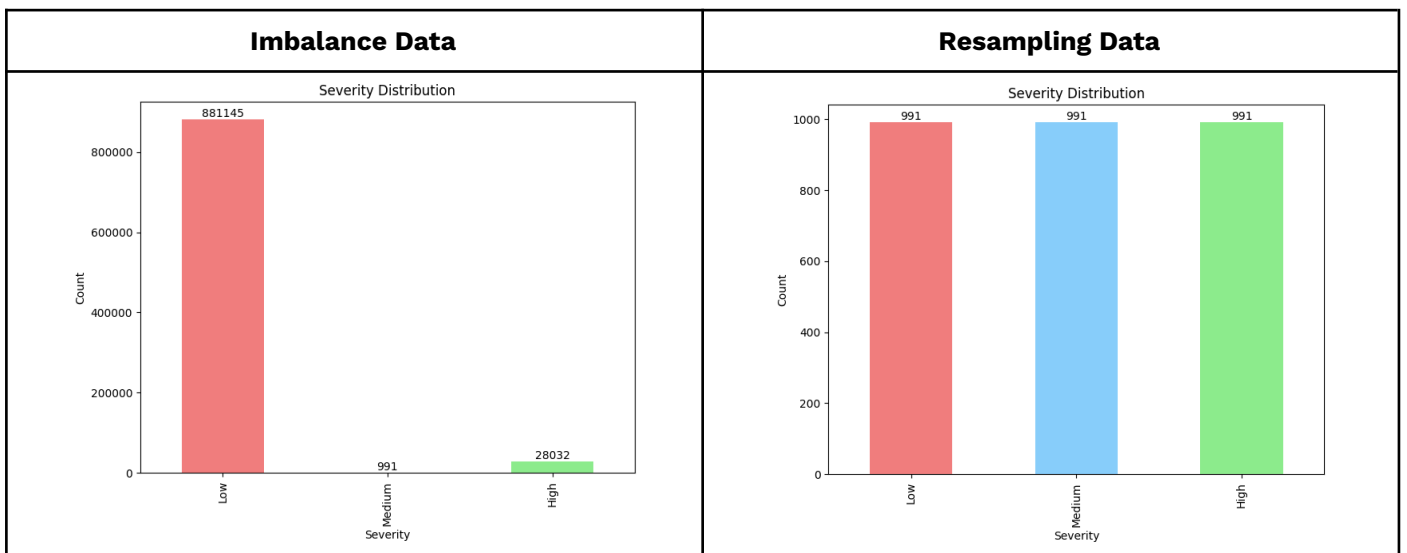 Imbalance Data
Resampling Data
Severity Distribution
881145
991
28032
800000
600000
400000
200000
0
Count
Low
Medium
High
Severity
Severity Distribution
991
991
991
1000
800
600
400
200
0
Count
Low
Medium
High
Severity